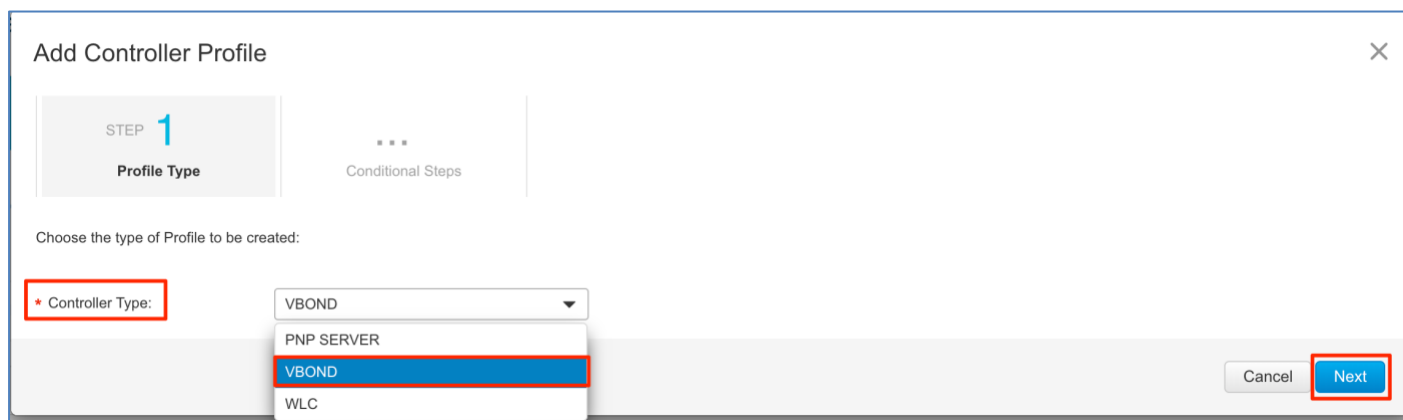 Add Controller Profile
STEP 1
Profile Type
...
Conditional Steps
Choose the type of Profile to be created:
* Controller Type:
VBOND
PNP SERVER
VBOND
WLC
Cancel
Next